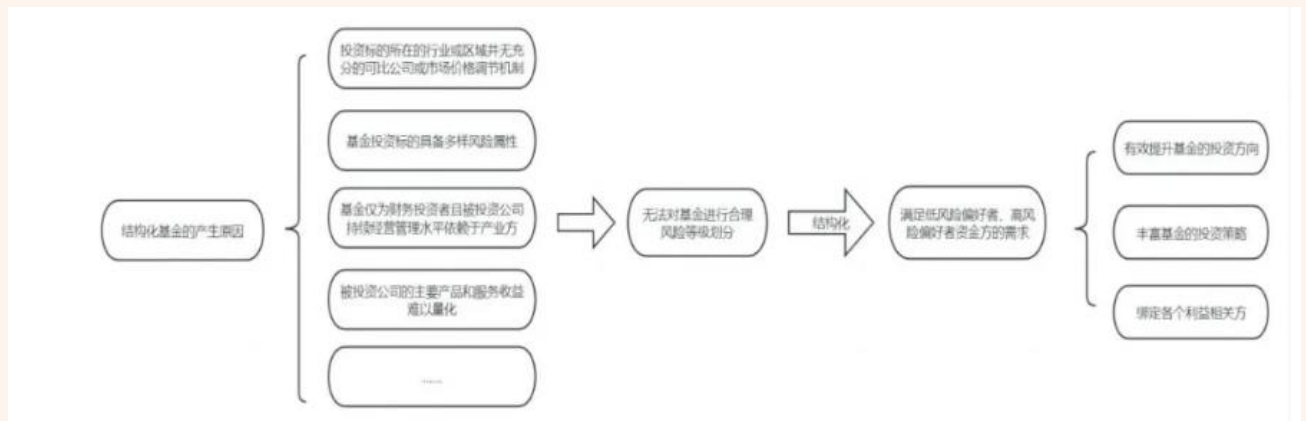 结构化基金的产生原因
投资标的所在的行业或区域并无充
分的可比公司或市场价格调节机制
基金投资标的具备多样风险属性
基金仅为财务投资者且被投资公司
持续经营管理水平依赖于产业方
被投资公司的主要产品和服务收益
难以量化
......
无法对基金进行合理
风险等级划分
结构化
满足低风险偏好者、高风
险偏好者资金方的需求
有效提升基金的投资方向
丰富基金的投资策略
绑定各个利益相关方